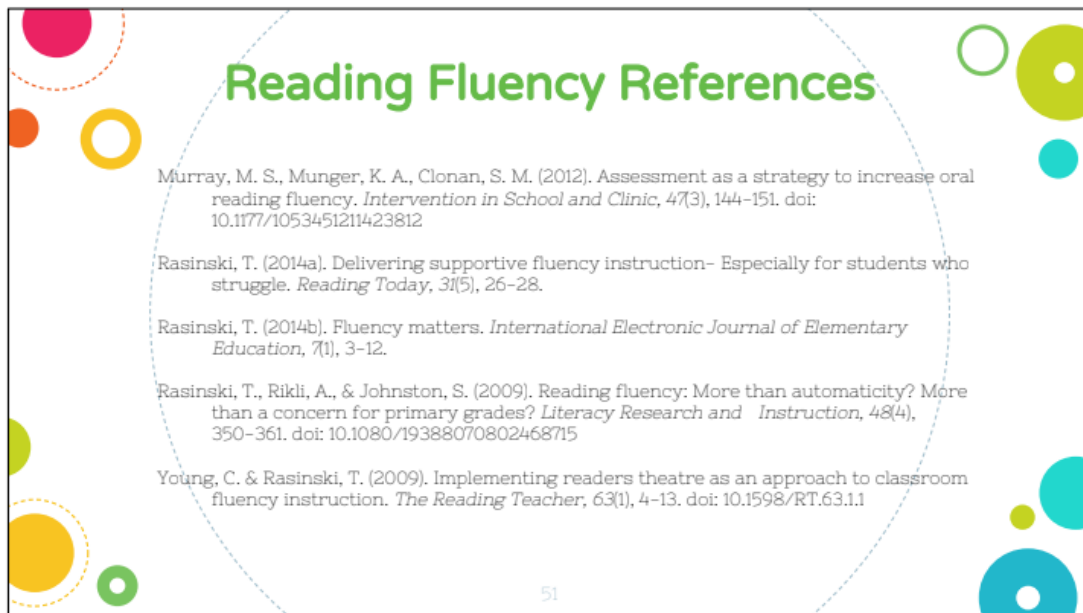 Reading Fluency References
Murray, M. S., Munger, K. A., Clonan, S. M. (2012). Assessment as a strategy to increase oral
reading fluency. Intervention in School and Clinic, 47(3), 144-151. doi:
10.1177/1053451211423812
Rasinski, T. (2014a). Delivering supportive fluency instruction- Especially for students who
struggle. Reading Today, 31(5), 26-28.
Rasinski, T. (2014b). Fluency matters. International Electronic Journal of Elementary
Education, 7(1), 3-12.
Rasinski, T., Rikli, A., & Johnston, S. (2009). Reading fluency: More than automaticity? More
than a concern for primary grades? Literacy Research and Instruction, 48(4),
350-361. doi: 10.1080/19388070802468715
Young, C. & Rasinski, T. (2009). Implementing readers theatre as an approach to classroom
fluency instruction. The Reading Teacher, 63(1), 4-13. doi: 10.1598/RT.63.1.1
51